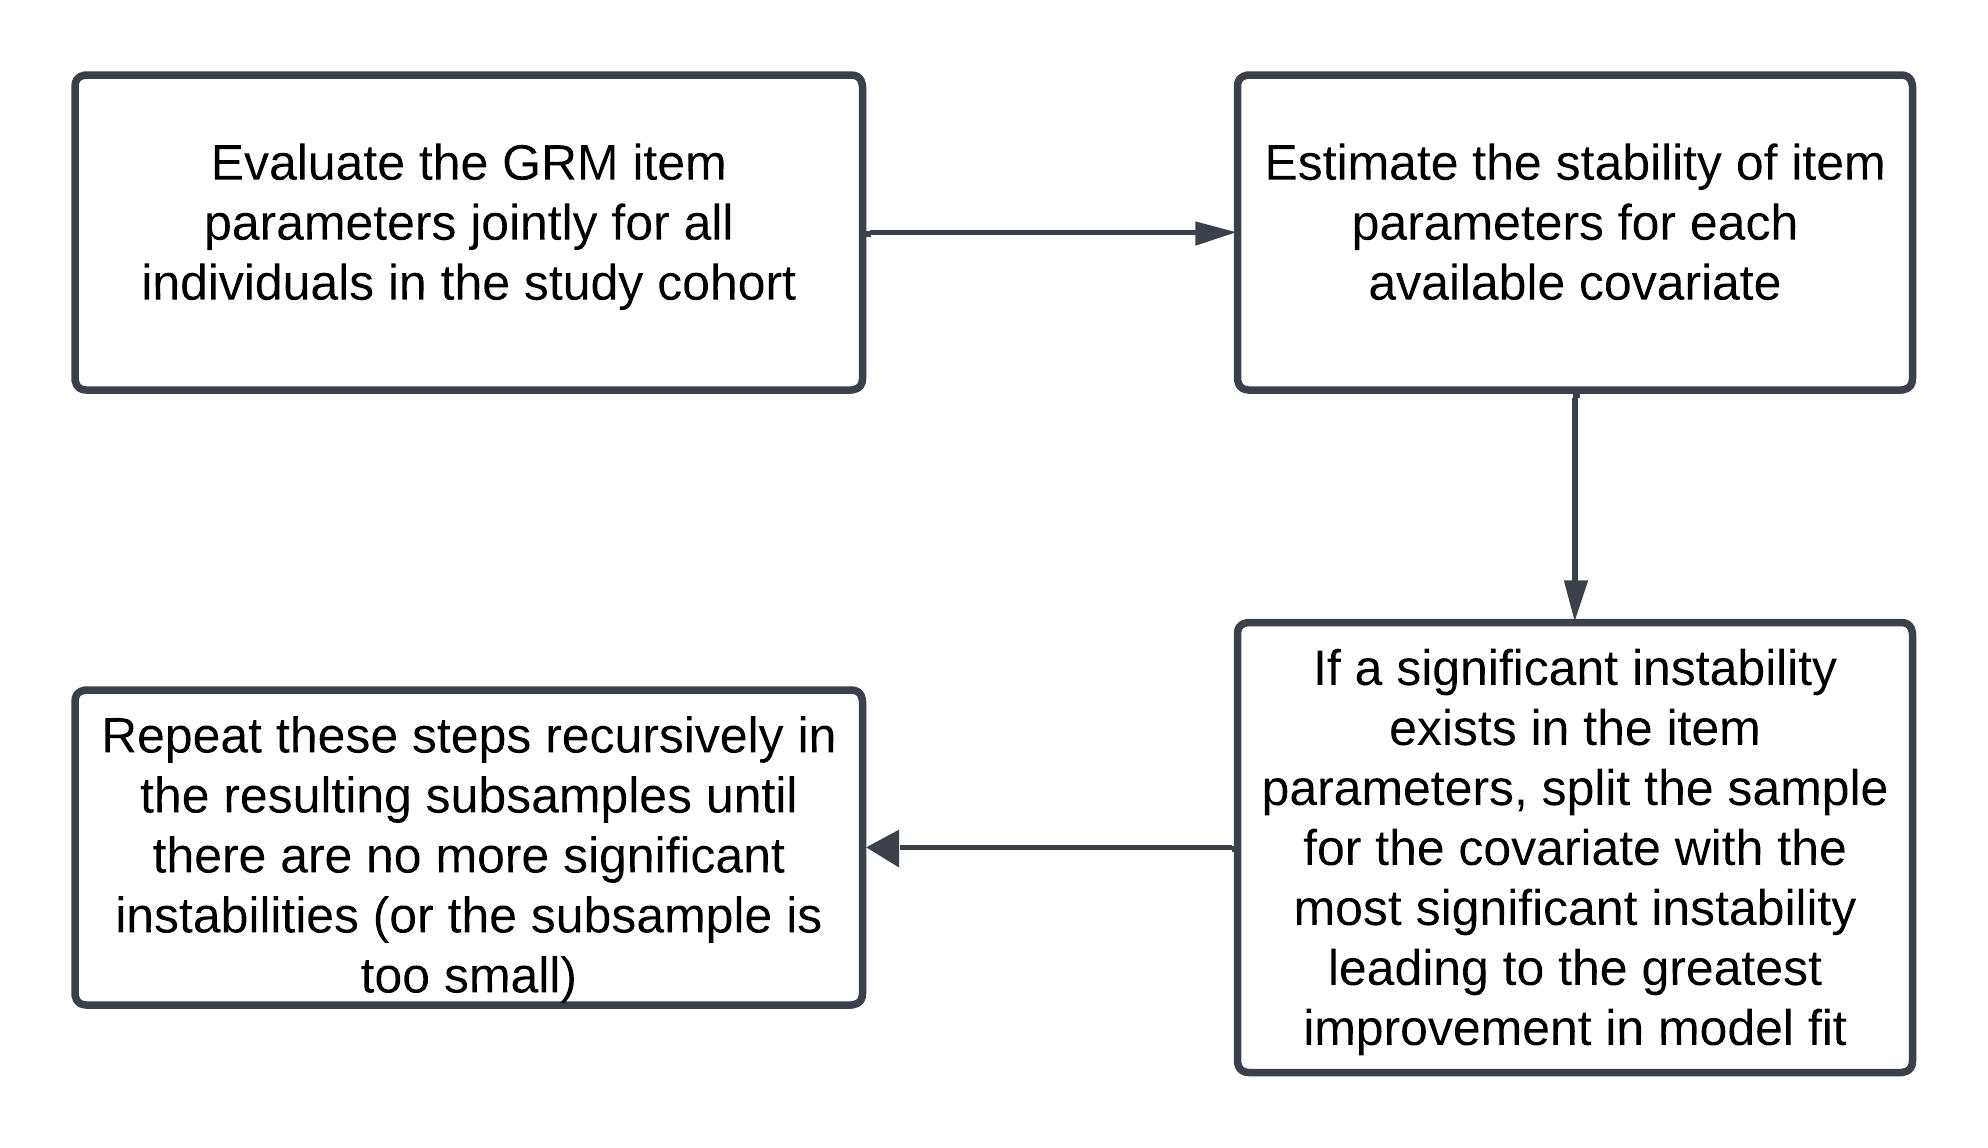 Evaluate the GRM item
parameters jointly for all
individuals in the study cohort
Estimate the stability of item
parameters for each
available covariate
If a significant instability
exists in the item
parameters, split the sample
for the covariate with the
most significant instability
leading to the greatest
improvement in model fit
Repeat these steps recursively in
the resulting subsamples until
there are no more significant
instabilities (or the subsample is
too small)